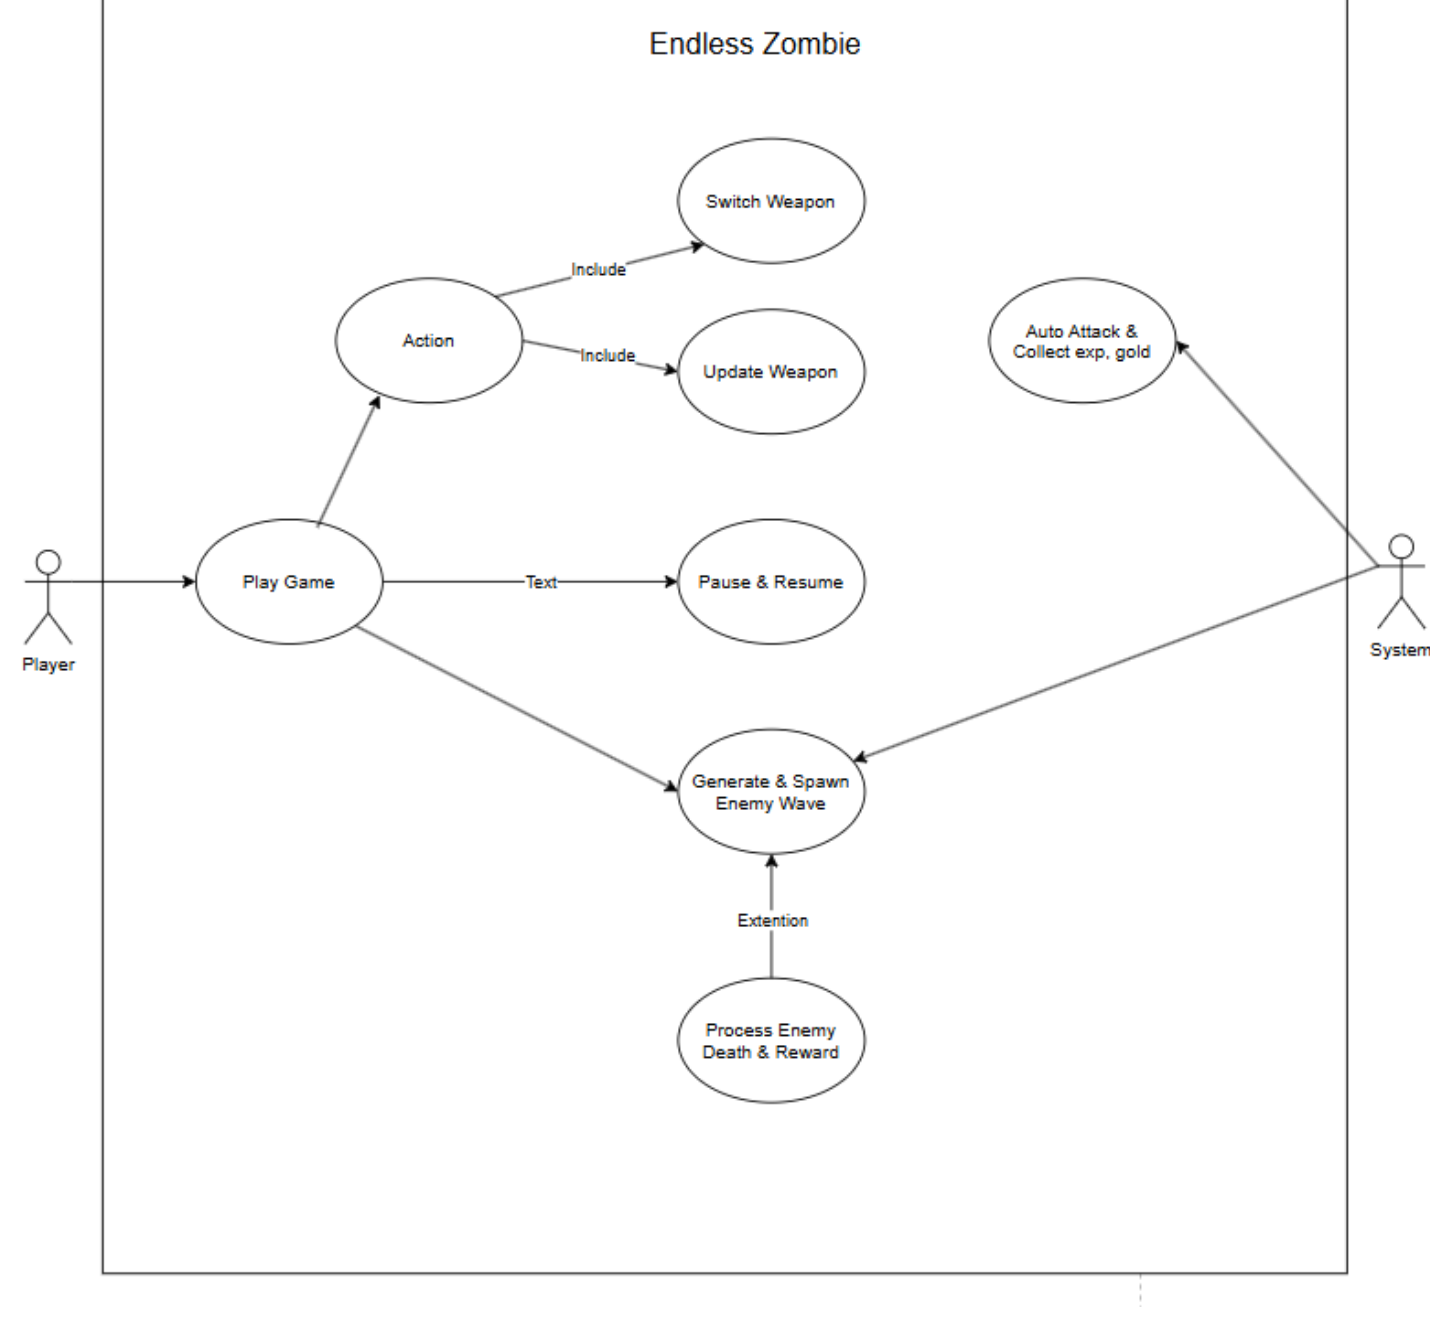 Endless Zombie
Switch Weapon
Include
Action
Include
Update Weapon
Auto Attack &
Collect exp, gold
Player
Play Game
Text
Pause & Resume
System
Generate & Spawn
Enemy Wave
Extention
Process Enemy
Death & Reward